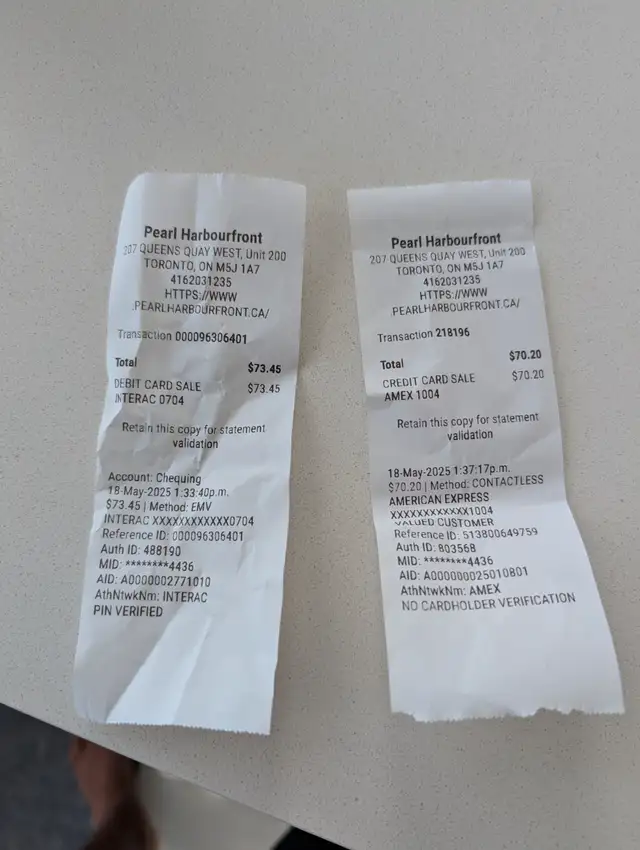 Pearl Harbourfront
207 QUEENS QUAY WEST, Unit 200
TORONTO, ON M5J 1A7
4162031235
HTTPS://WWW
.PEARLHARBOURFRONT.CA/
Transaction 000096306401
Total $73.45
DEBIT CARD SALE $73.45
INTERAC 0704
Retain this copy for statement
validation
Account: Chequing
18-May-2025 1:33:40p.m.
$73.45 | Method: EMV
INTERAC XXXXXXXXXXXX0704
Reference ID: 000096306401
Auth ID: 488190
MID: ********4436
AID: A0000002771010
AthNtwkNm: INTERAC
PIN VERIFIED
Pearl Harbourfront
207 QUEENS QUAY WEST, Unit 200
TORONTO, ON M5J 1A7
4162031235
HTTPS://WWW
.PEARLHARBOURFRONT.CA/
Transaction 218196
Total $70.20
CREDIT CARD SALE $70.20
AMEX 1004
Retain this copy for statement
validation
18-May-2025 1:37:17p.m.
$70.20 | Method: CONTACTLESS
AMERICAN EXPRESS
XXXXXXXXXXXX1004
VALUED CUSTOMER
Reference ID: 513800649759
Auth ID: 803568
MID: ********4436
AID: A000000025010801
AthNtwkNm: AMEX
NO CARDHOLDER VERIFICATION